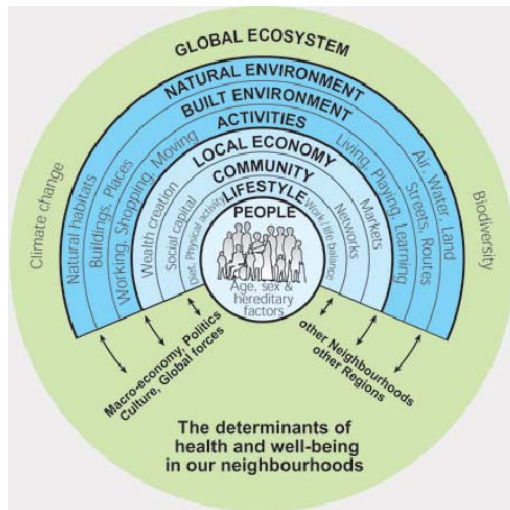 GLOBAL ECOSYSTEM
NATURAL ENVIRONMENT
BUILT ENVIRONMENT
ACTIVITIES
LOCAL ECONOMY
COMMUNITY
LIFESTYLE
PEOPLE
Age, sex &
hereditary
factors
Climate change
Natural habitats
Buildings, Places
Working, Shopping, Moving
Wealth creation
Social capital
Diet, Physical activity
Work/life balance
Networks
Markets
Living, Playing, Learning
Streets, Routes
Air, Water, Land
Biodiversity
Macro-economy, Politics
Culture, Global forces
other Neighbourhoods
other Regions
The determinants of
health and well-being
in our neighbourhoods